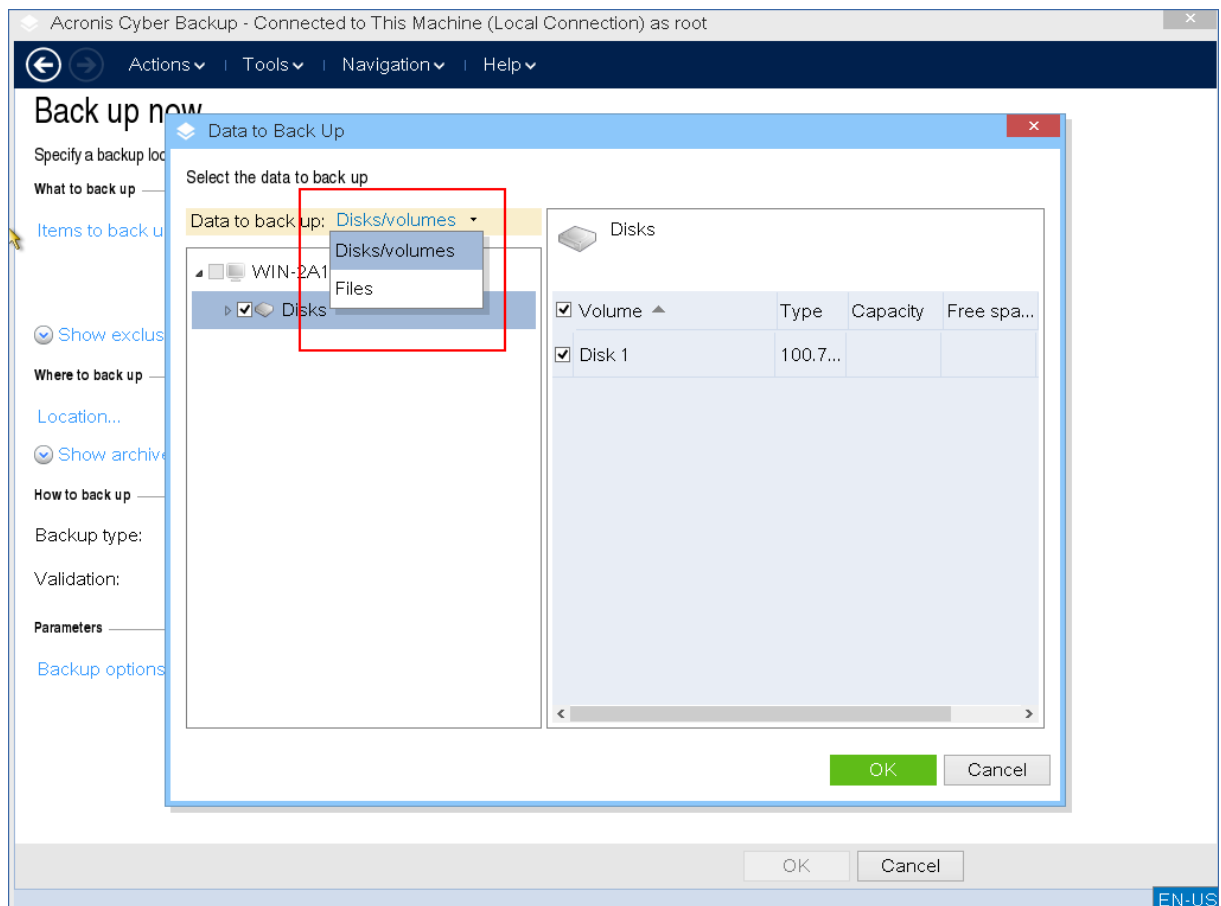 Acronis Cyber Backup - Connected to This Machine (Local Connection) as root
Actions Tools Navigation Help
Back up now
Specify a backup loc
What to back up
Items to back u
Show exclus
Where to back up
Location...
Show archive
How to back up
Backup type:
Validation:
Parameters
Backup options
Data to Back Up
Select the data to back up
Data to back up: Disks/volumes
Disks/volumes
Files
WIN-2A1
Disks
Disks
Volume Type Capacity Free spa...
Disk 1 100.7...
OK Cancel
OK Cancel
EN-US